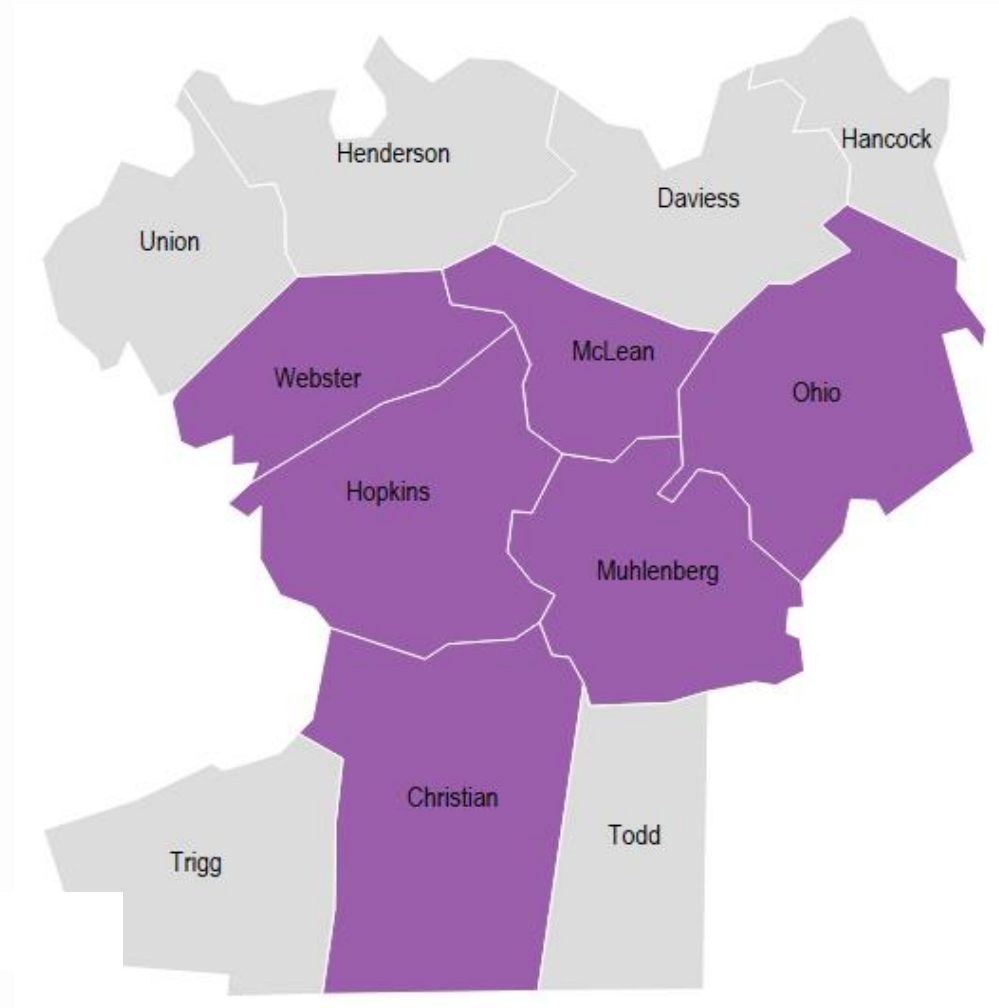 Hancock
Henderson
Daviess
Union
McLean
Webster
Ohio
Hopkins
Muhlenberg
Christian
Todd
Trigg